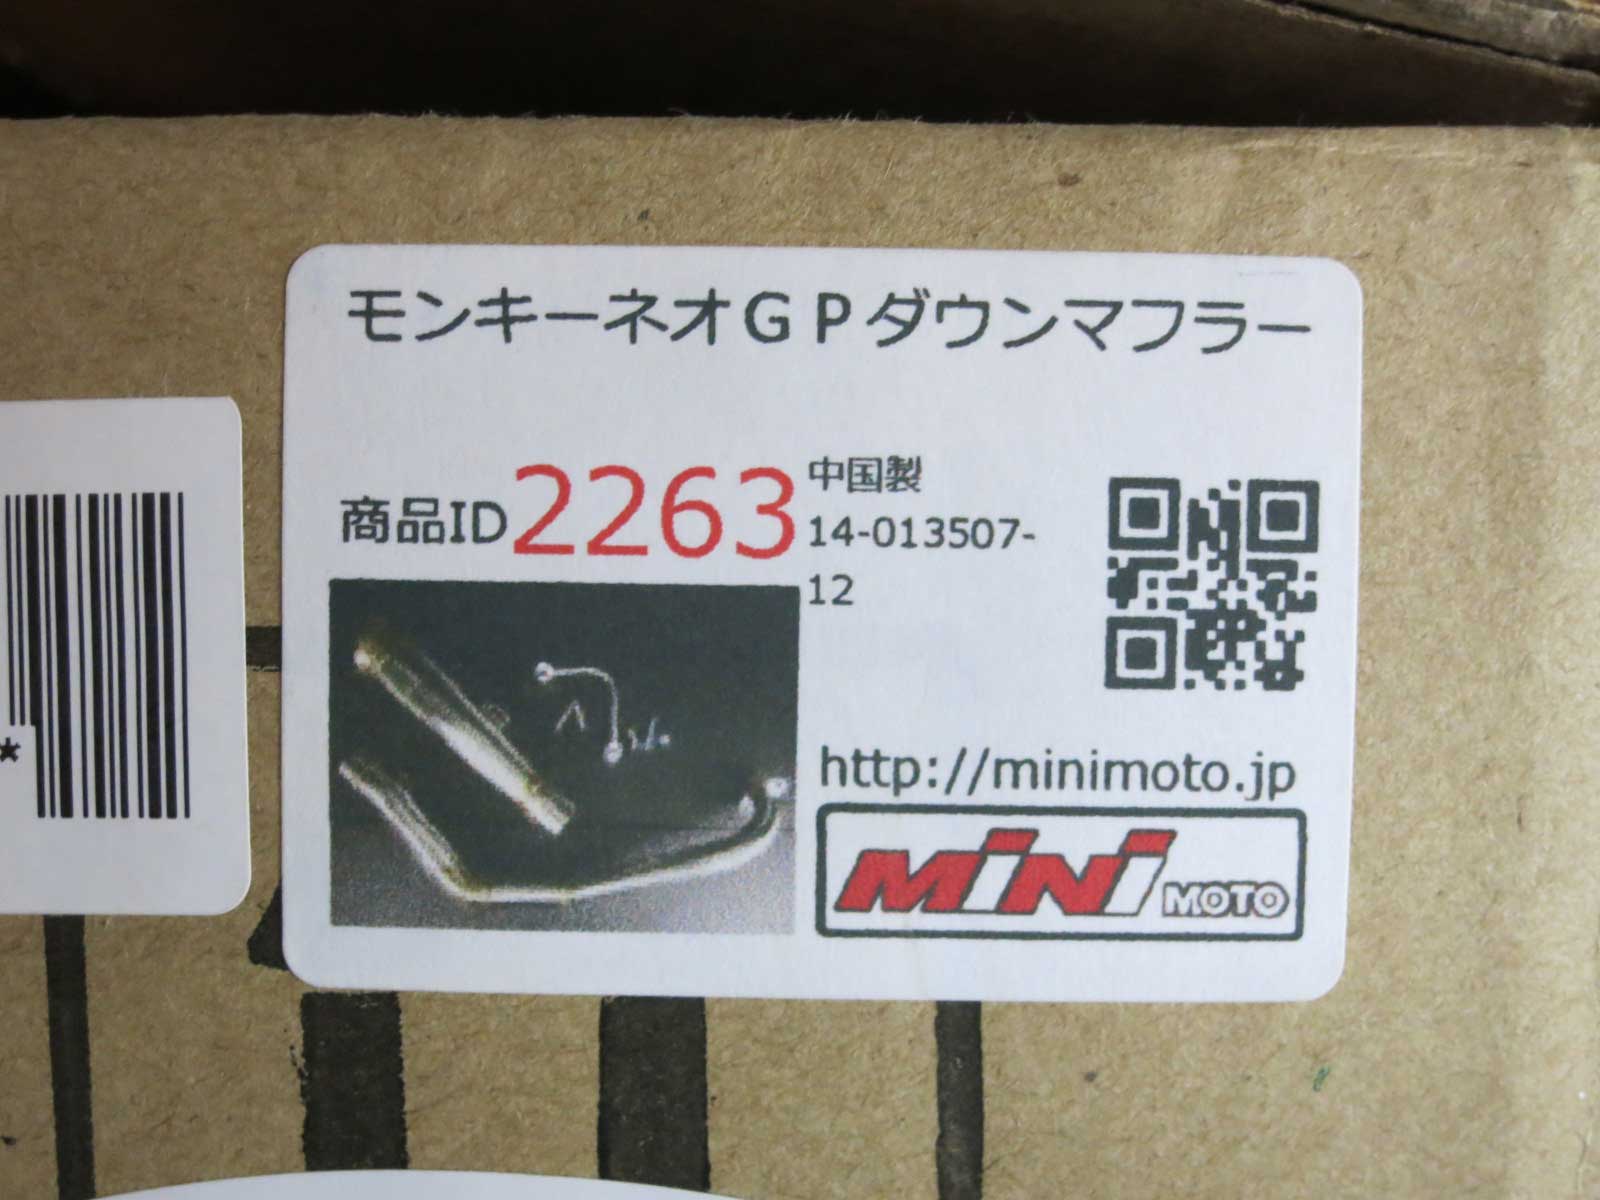 モンキーネオＧＰダウンマフラー
商品ID2263
中国製
14-013507-
12
http://minimoto.jp
MiNi MOTO
*